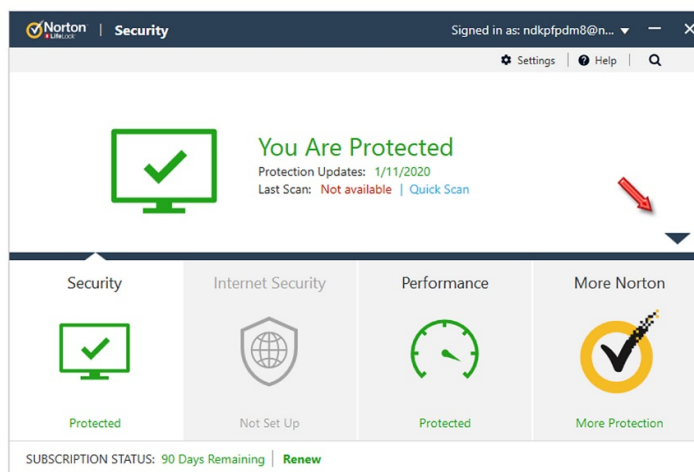 Norton | Security
LifeLock
Signed in as: ndkpfpdm8@n...
Settings | Help |
You Are Protected
Protection Updates: 1/11/2020
Last Scan: Not available | Quick Scan
Security
Internet Security
Performance
More Norton
Protected
Not Set Up
Protected
More Protection
SUBSCRIPTION STATUS: 90 Days Remaining | Renew